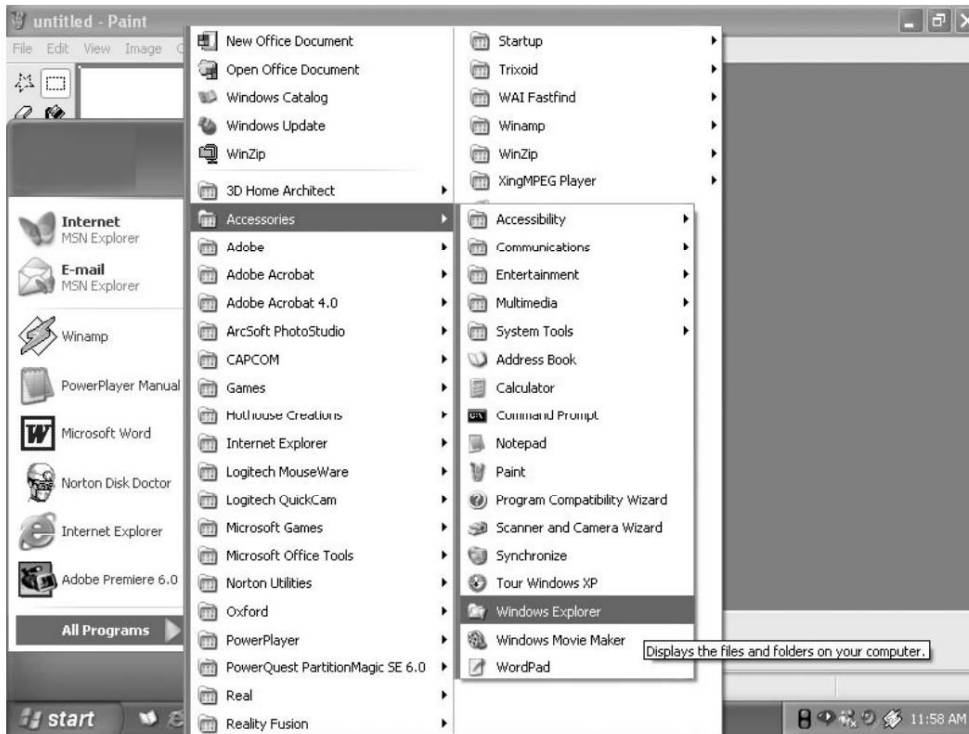 untitled - Paint
File Edit View Image
Internet
MSN Explorer
E-mail
MSN Explorer
Winamp
PowerPlayer Manual
Microsoft Word
Norton Disk Doctor
Internet Explorer
Adobe Premiere 6.0
All Programs
start
New Office Document
Open Office Document
Windows Catalog
Windows Update
WinZip
3D Home Architect
Accessories
Adobe
Adobe Acrobat
Adobe Acrobat 4.0
ArcSoft PhotoStudio
CAPCOM
Games
Hothouse Creations
Internet Explorer
Logitech MouseWare
Logitech QuickCam
Microsoft Games
Microsoft Office Tools
Norton Utilities
Oxford
PowerPlayer
PowerQuest PartitionMagic SE 6.0
Real
Reality Fusion
Startup
Trixoid
WAI Fastfind
Winamp
WinZip
XingMPEG Player
Accessibility
Communications
Entertainment
Multimedia
System Tools
Address Book
Calculator
Command Prompt
Notepad
Paint
Program Compatibility Wizard
Scanner and Camera Wizard
Synchronize
Tour Windows XP
Windows Explorer
Windows Movie Maker
WordPad
Displays the files and folders on your computer.
11:58 AM